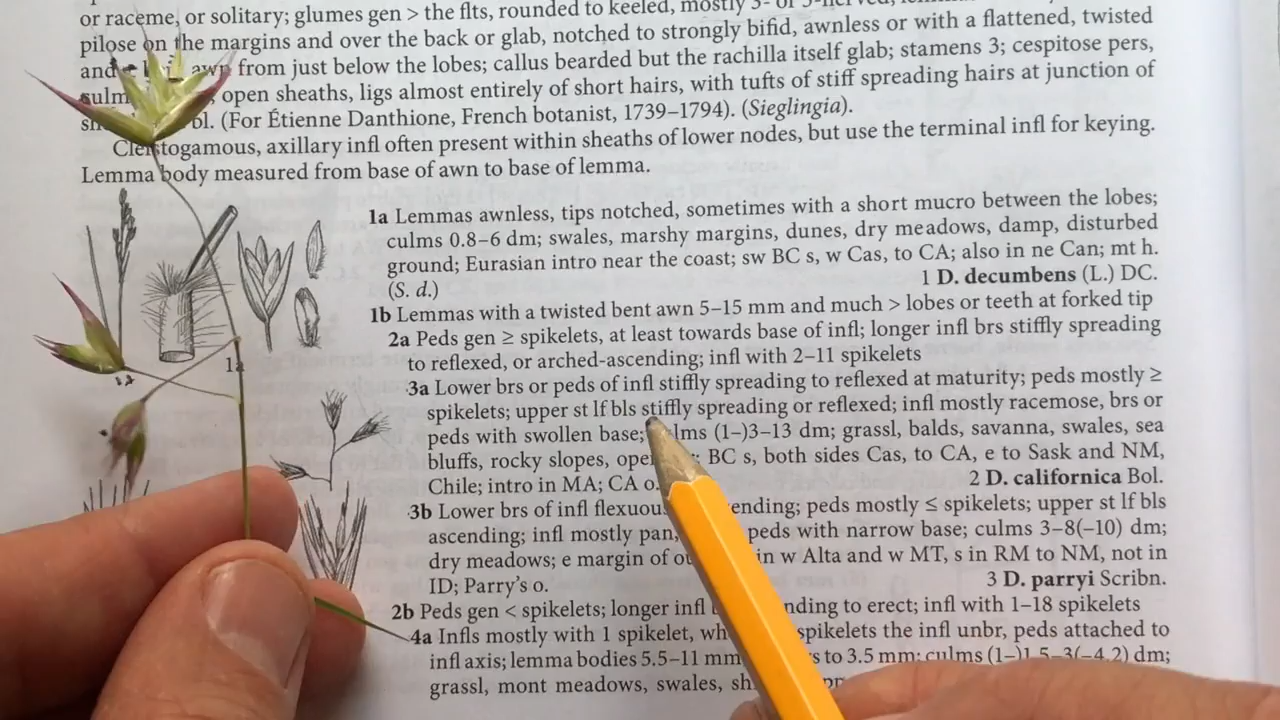 or raceme, or solitary; glumes gen > the flts, rounded to keeled, mostly 3- or 5-nerved,
pilose on the margins and over the back or glab, notched to strongly bifid, awnless or with a flattened, twisted
and awn from just below the lobes; callus bearded but the rachilla itself glab; stamens 3; cespitose pers,
culm open sheaths, ligs almost entirely of short hairs, with tufts of stiff spreading hairs at junction of
ol. (For Étienne Danthione, French botanist, 1739–1794). (Sieglingia).
Cleistogamous, axillary infl often present within sheaths of lower nodes, but use the terminal infl for keying.
Lemma body measured from base of awn to base of lemma.
1a Lemmas awnless, tips notched, sometimes with a short mucro between the lobes;
culms 0.8–6 dm; swales, marshy margins, dunes, dry meadows, damp, disturbed
ground; Eurasian intro near the coast; sw BC s, w Cas, to CA; also in ne Can; mt h.
(S. d.) 1 D. decumbens (L.) DC.
1b Lemmas with a twisted bent awn 5–15 mm and much > lobes or teeth at forked tip
2a Peds gen ≥ spikelets, at least towards base of infl; longer infl brs stiffly spreading
to reflexed, or arched-ascending; infl with 2–11 spikelets
3a Lower brs or peds of infl stiffly spreading to reflexed at maturity; peds mostly ≥
spikelets; upper st lf bls stiffly spreading or reflexed; infl mostly racemose, brs or
peds with swollen base; culms (1–)3–13 dm; grassl, balds, savanna, swales, sea
bluffs, rocky slopes, ope BC s, both sides Cas, to CA, e to Sask and NM,
Chile; intro in MA; CA o. 2 D. californica Bol.
3b Lower brs of infl flexuou ending; peds mostly ≤ spikelets; upper st lf bls
ascending; infl mostly pan, peds with narrow base; culms 3–8(–10) dm;
dry meadows; e margin of ou in w Alta and w MT, s in RM to NM, not in
ID; Parry's o. 3 D. parryi Scribn.
2b Peds gen < spikelets; longer infl nding to erect; infl with 1–18 spikelets
4a Infls mostly with 1 spikelet, wh spikelets the infl unbr, peds attached to
infl axis; lemma bodies 5.5–11 mm s to 3.5 mm; culms (1–)1.5–3(–4.2) dm;
grassl, mont meadows, swales, sh
1a